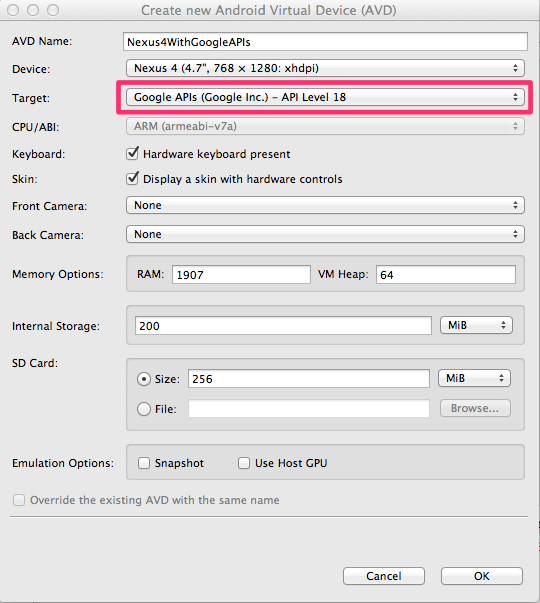 Create new Android Virtual Device (AVD)
AVD Name: Nexus4WithGoogleAPIs
Device: Nexus 4 (4.7", 768 × 1280: xhdpi)
Target: Google APIs (Google Inc.) – API Level 18
CPU/ABI: ARM (armeabi-v7a)
Keyboard: Hardware keyboard present
Skin: Display a skin with hardware controls
Front Camera: None
Back Camera: None
Memory Options: RAM: 1907 VM Heap: 64
Internal Storage: 200 MiB
SD Card:
Size: 256 MiB
File: Browse...
Emulation Options: Snapshot Use Host GPU
Override the existing AVD with the same name
Cancel OK